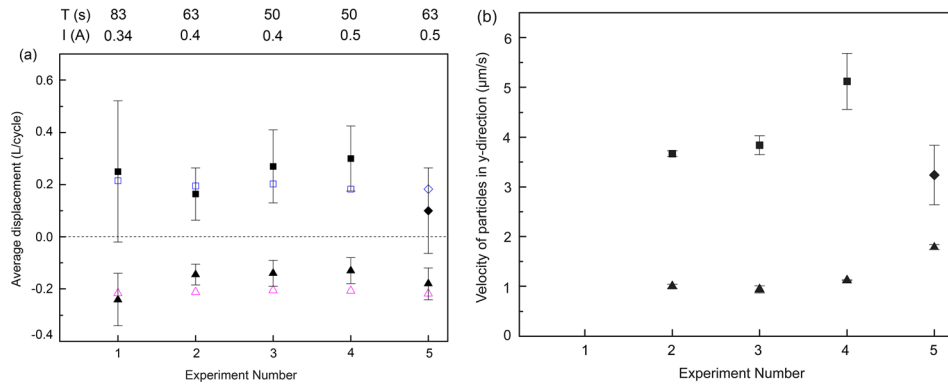 T (s) 83 63 50 50 63
I (A) 0.34 0.4 0.4 0.5 0.5
(a)
Average displacement (L/cycle)
0.6
0.4
0.2
0.0
-0.2
-0.4
1 2 3 4 5
Experiment Number
(b)
Velocity of particles in y-direction (μm/s)
6
5
4
3
2
1
0
1 2 3 4 5
Experiment Number